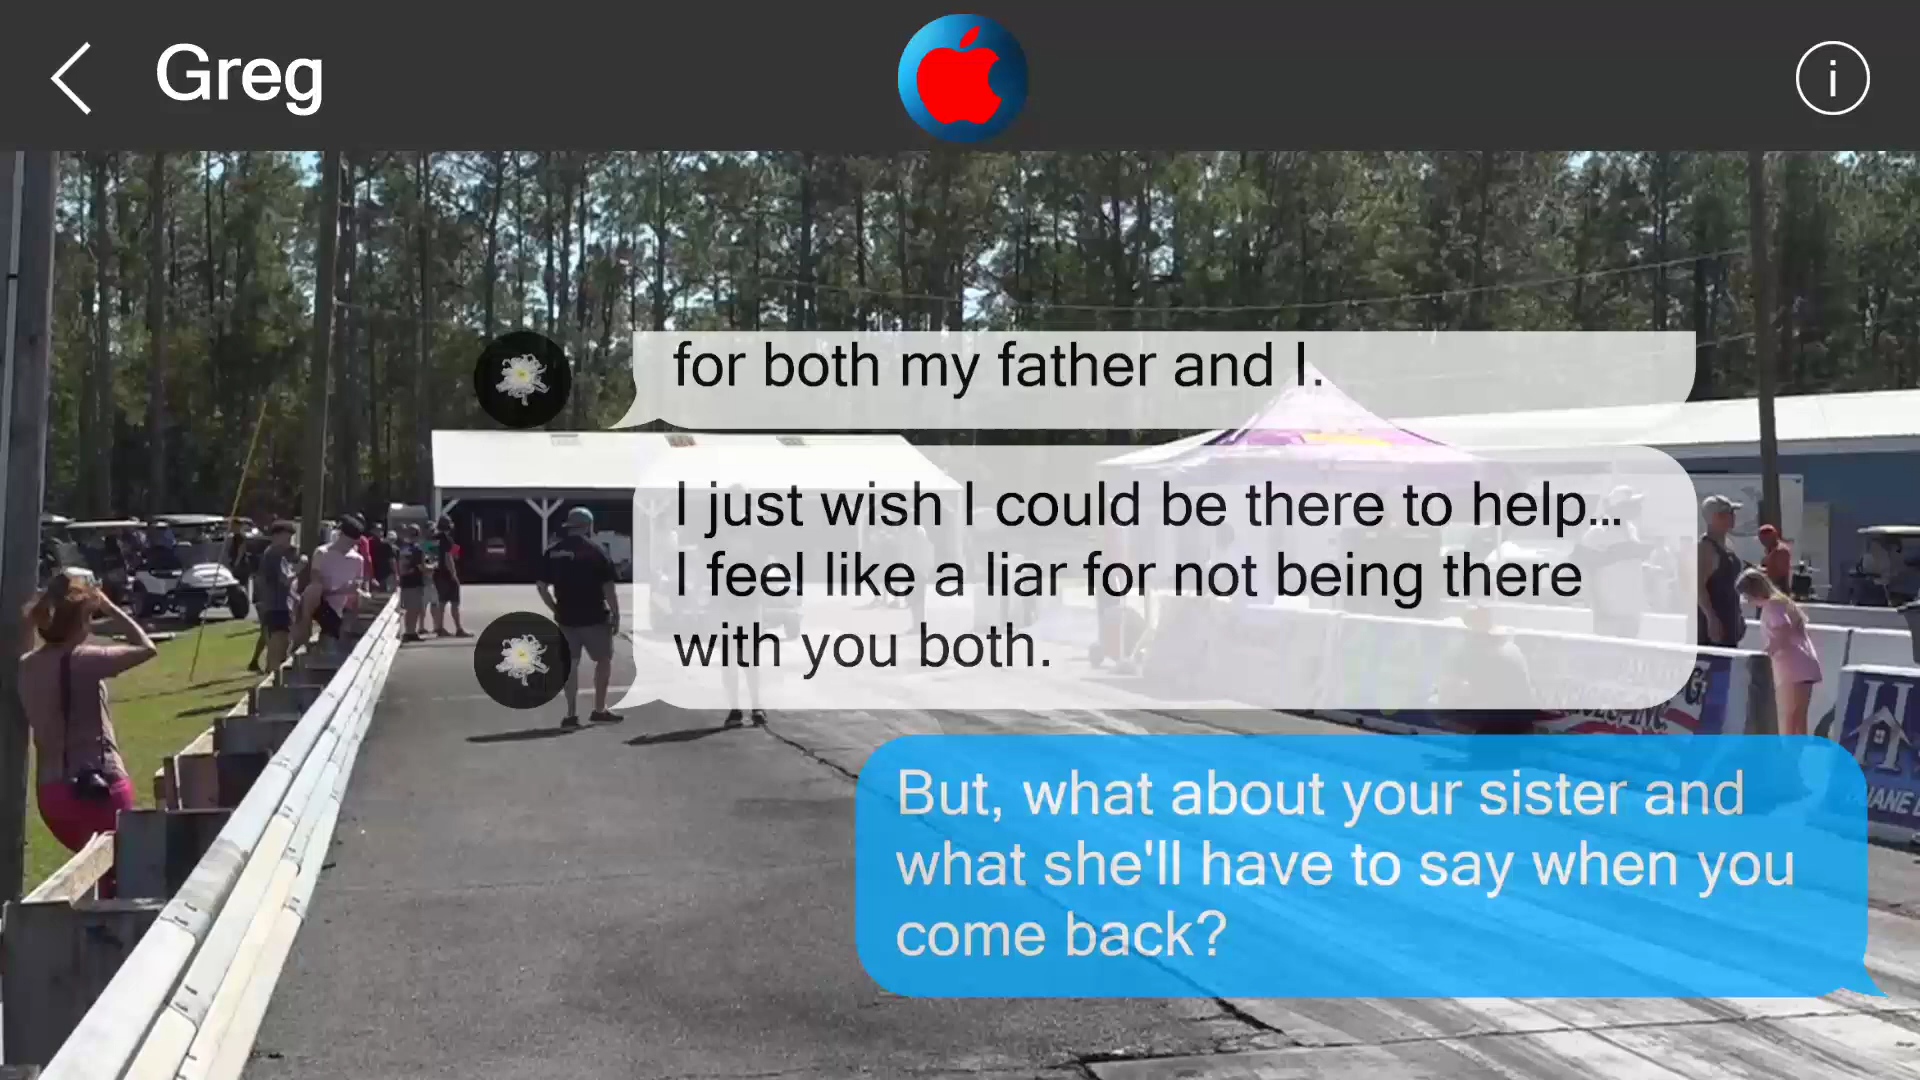 Greg
for both my father and I.
I just wish I could be there to help...
I feel like a liar for not being there
with you both.
But, what about your sister and
what she'll have to say when you
come back?